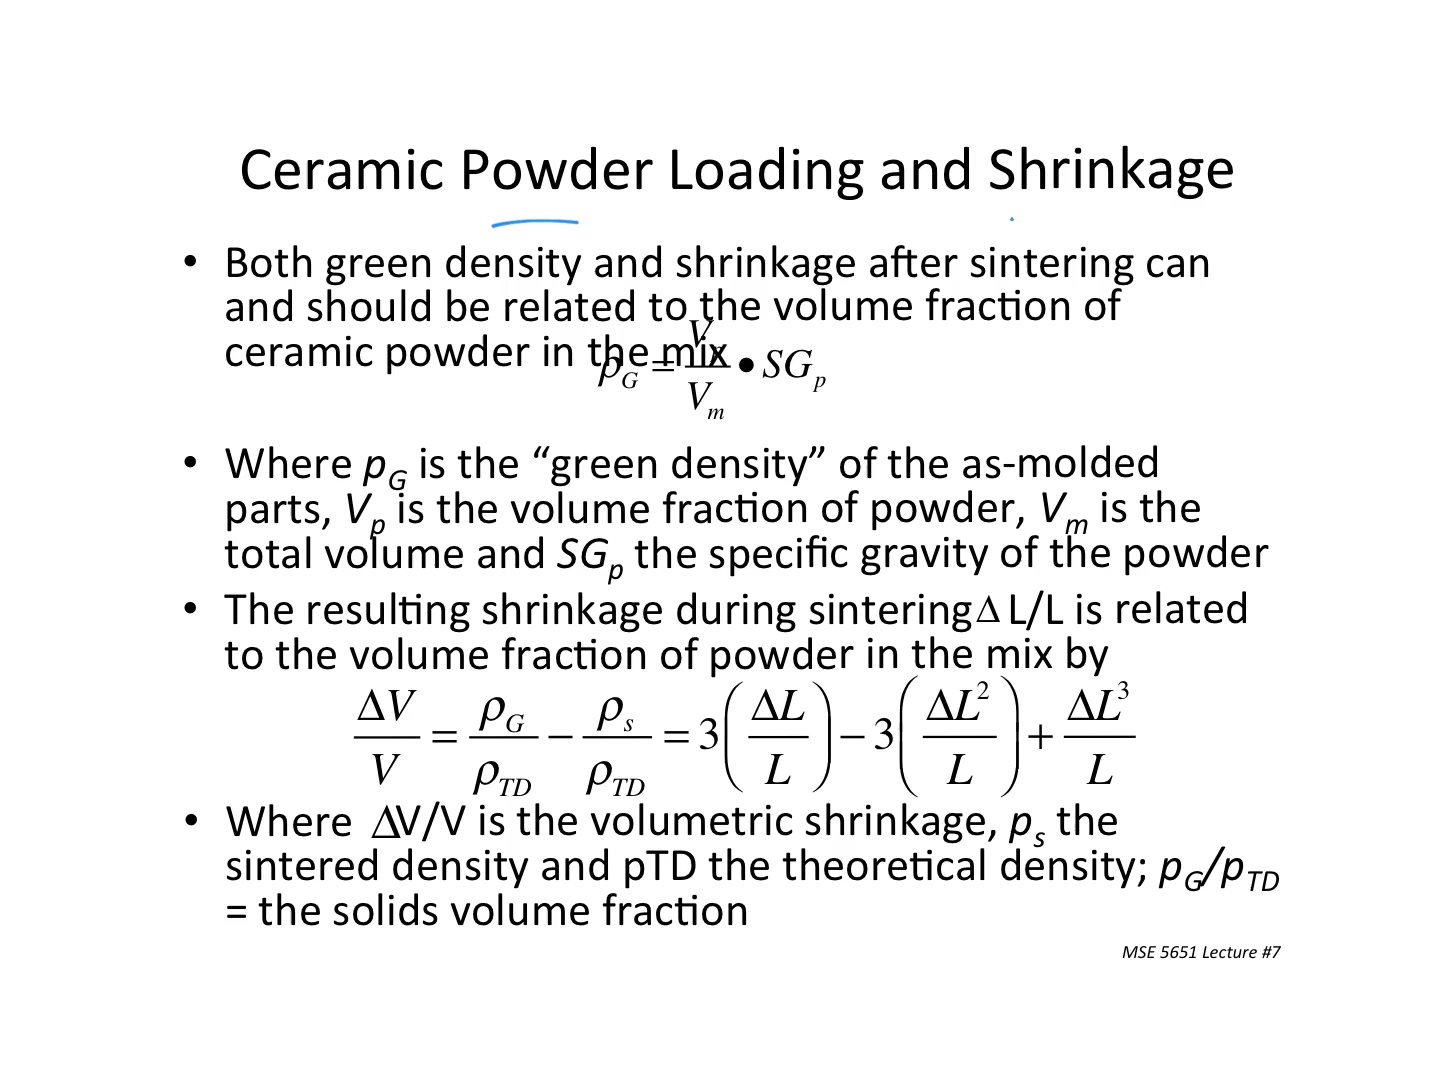 Ceramic Powder Loading and Shrinkage
• Both green density and shrinkage after sintering can
and should be related to the volume fraction of
ceramic powder in the mix
ρG = Vp/Vm • SGp
• Where pG is the “green density” of the as-molded
parts, Vp is the volume fraction of powder, Vm is the
total volume and SGp the specific gravity of the powder
• The resulting shrinkage during sintering Δ L/L is related
to the volume fraction of powder in the mix by
ΔV/V = ρG/ρTD − ρs/ρTD = 3(ΔL/L) − 3(ΔL²/L) + ΔL³/L
• Where ΔV/V is the volumetric shrinkage, ps the
sintered density and pTD the theoretical density; pG/pTD
= the solids volume fraction
MSE 5651 Lecture #7